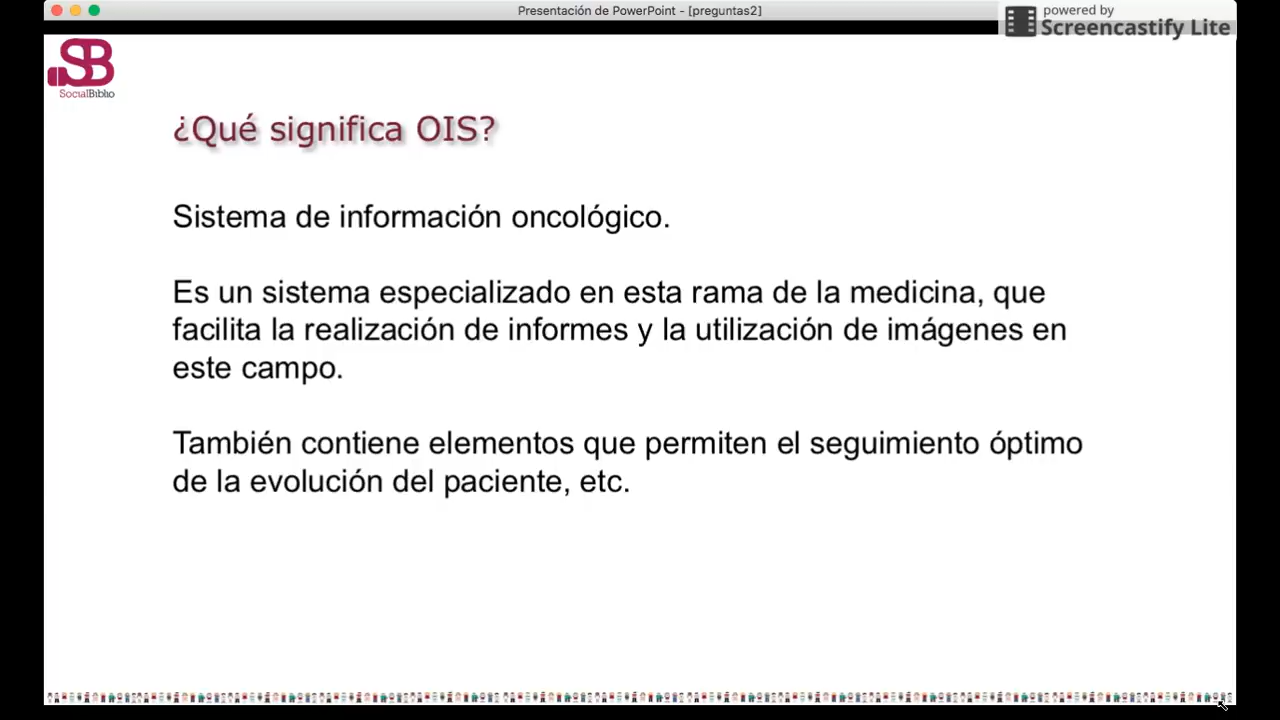 Presentación de PowerPoint - [preguntas2]
powered by
Screencastify Lite
SB
SocialBiblio
¿Qué significa OIS?
Sistema de información oncológico.
Es un sistema especializado en esta rama de la medicina, que
facilita la realización de informes y la utilización de imágenes en
este campo.
También contiene elementos que permiten el seguimiento óptimo
de la evolución del paciente, etc.